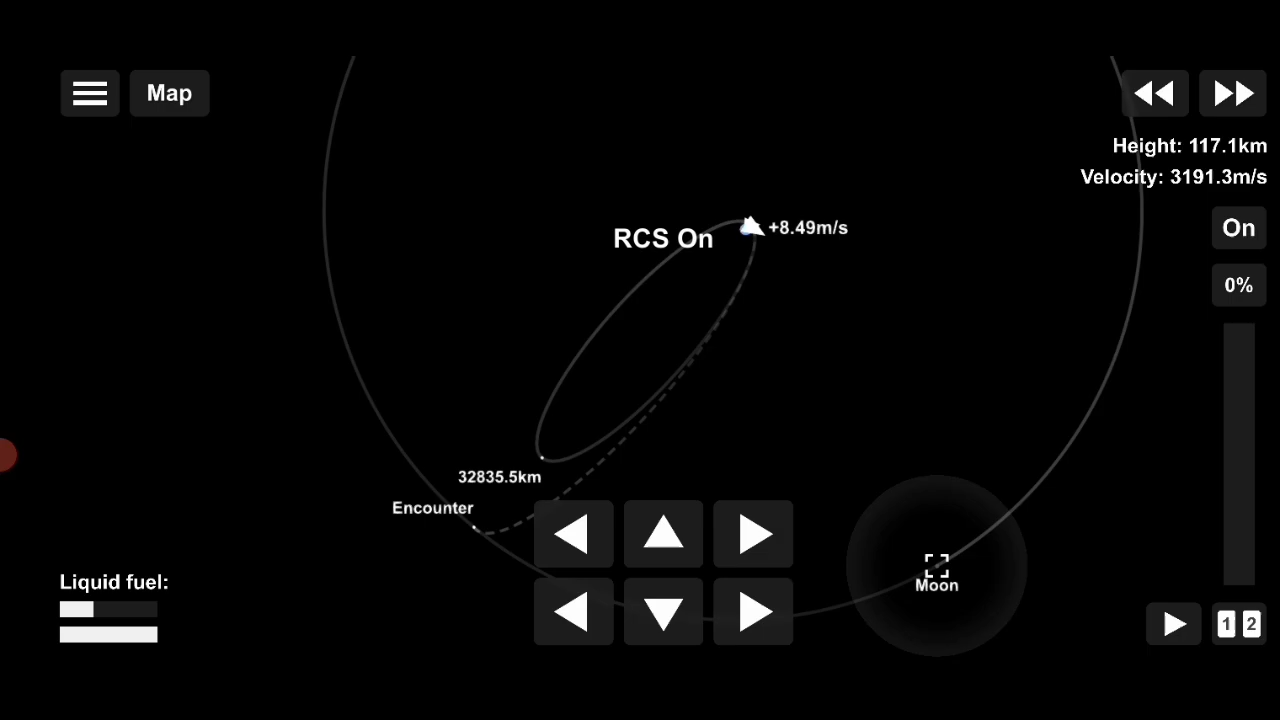 Map
Height: 117.1km
Velocity: 3191.3m/s
On
RCS On
+8.49m/s
0%
32835.5km
Encounter
Moon
Liquid fuel:
1 2